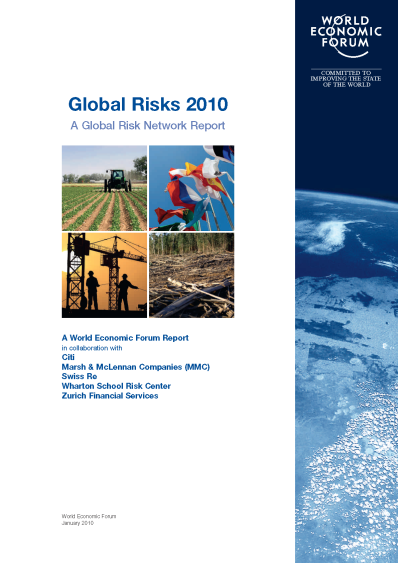 WORLD
ECONOMIC
FORUM
COMMITTED TO
IMPROVING THE STATE
OF THE WORLD
Global Risks 2010
A Global Risk Network Report
A World Economic Forum Report
in collaboration with
Citi
Marsh & McLennan Companies (MMC)
Swiss Re
Wharton School Risk Center
Zurich Financial Services
World Economic Forum
January 2010